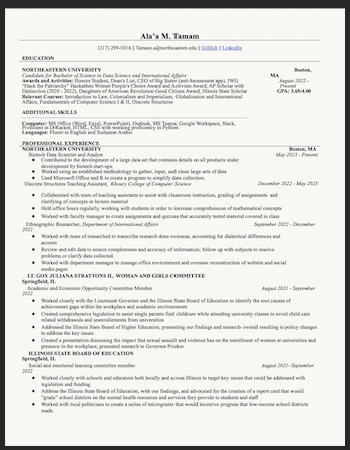 Ala'a M. Tamam
(217) 299-5016 | Tamam.a@northeastern.edu | GitHub | LinkedIn
EDUCATION
NORTHEASTERN UNIVERSITY Boston, MA
Candidate for Bachelor of Science in Data Science and International Affairs August 2022 - Present
Awards and Activities: Honors Student, Dean's List, CEO of Big Sister (anti-harassment app), IWG
"Hack the Patriarchy" Hackathon Winner People's Choice Award and Activism Award, AP Scholar with GPA: 3.65/4.00
Distinction (2020 - 2022), Daughters of American Revolution Good Citizens Award, Illinois State Scholar
Relevant Courses: Introduction to Law, Colonialism and Imperialism, Globalization and International
Affairs, Fundamentals of Computer Science I & II, Discrete Structures
ADDITIONAL SKILLS
Computer: MS Office (Word, Excel, PowerPoint), Outlook, MS Teams, Google Workspace, Slack,
Proficient in DrRacket, HTML, CSS with working proficiency in Python
Languages: Fluent in English and Sudanese Arabic
PROFESSIONAL EXPERIENCE
NORTHEASTERN UNIVERSITY Boston, MA
Biotech Data Scientist and Analyst May 2023 - Present
● Contributed to the development of a large data set that contains details on all products under
development by biotech start-ups.
● Worked using an established methodology to gather, input, and clean large sets of data
● Used Microsoft Office and R to create a program to simplify data collection.
Discrete Structures Teaching Assistant, Khoury College of Computer Science December 2022 - May 2023
● Collaborated with team of teaching assistants to assist with classroom instruction, grading of assignments and
clarifying of concepts or lecture material
● Hold office hours regularly, working with students in order to increase comprehension of mathematical concepts
● Worked with faculty master to create assignments and quizzes that accurately tested material covered in class
Ethnographic Researcher, Department of International Affairs September 2022 - December
2022
● Worked with team of researched to transcribe research done overseas, accounting for dialectical differences and
accents
● Review and edit data to ensure completeness and accuracy of information; follow up with subjects to resolve
problems or clarify data collected
● Worked with department manager to manage office environment and oversaw reconstruction of website and social
media pages
LT. GOV JULIANA STRATTONS IL. WOMAN AND GIRLS COMMITTEE
Springfield, IL
Academic and Economic Opportunity Committee Member August 2021 - September
2022
● Worked closely with the Lieutenant Governor and the Illinois State Board of Education to identify the root causes of
achievement gaps within the workplace and academic environments
● Created comprehensive legislation to assist single parents find childcare while attending university classes to avoid child care
related withdrawals and disenrollments from universities
● Addressed the Illinois State Board of Higher Education, presenting our findings and research- overall resulting in policy changes
to address the key issues
● Created a presentation discussing the impact sexual assault and violence has on the enrollment of women at universities and
presence in the workplace, presented research to Governor Pritzker
ILLINOIS STATE BOARD OF EDUCATION
Springfield, IL
Social and emotional learning committee member August 2021- September
2022
● Worked closely with schools and educators both locally and across Illinois to target key issues that could be addressed with
legislation and funding
● Address the Illinois State Board of Education, with our findings, and advocated for the creation of a report card that would
"grade" school districts on the mental health resources and services they provide to students and staff
● Worked with local politicians to create a series of microgrants that would incentive progress that low-income school districts
made.